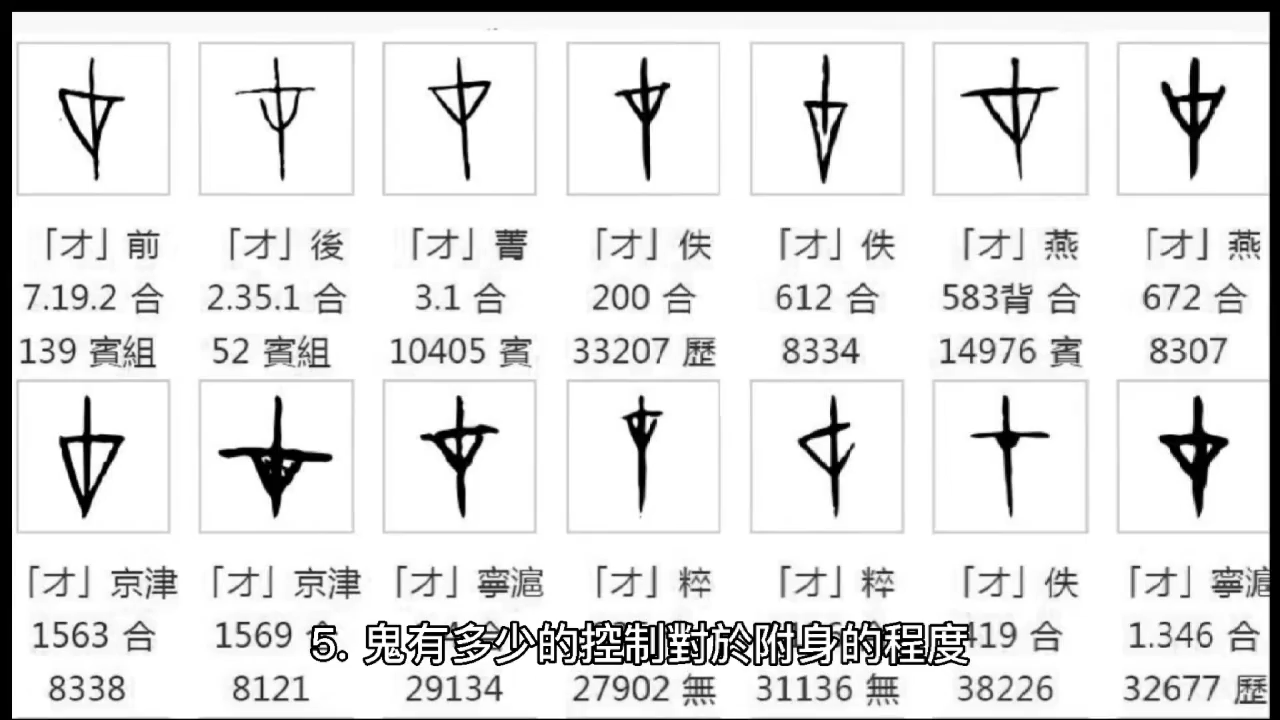 「才」前 「才」後 「才」菁 「才」佚 「才」佚 「才」燕 「才」燕
7.19.2 合 2.35.1 合 3.1 合 200 合 612 合 583背 合 672 合
139 賓組 52 賓組 10405 賓 33207 歷 8334 14976 賓 8307
「才」京津 「才」京津 「才」寧滬 「才」粹 「才」粹 「才」佚 「才」寧滬
1563 合 1569 419 合 1.346 合
5. 鬼有多少的控制對於附身的程度
8338 8121 29134 27902 無 31136 無 38226 32677 歷